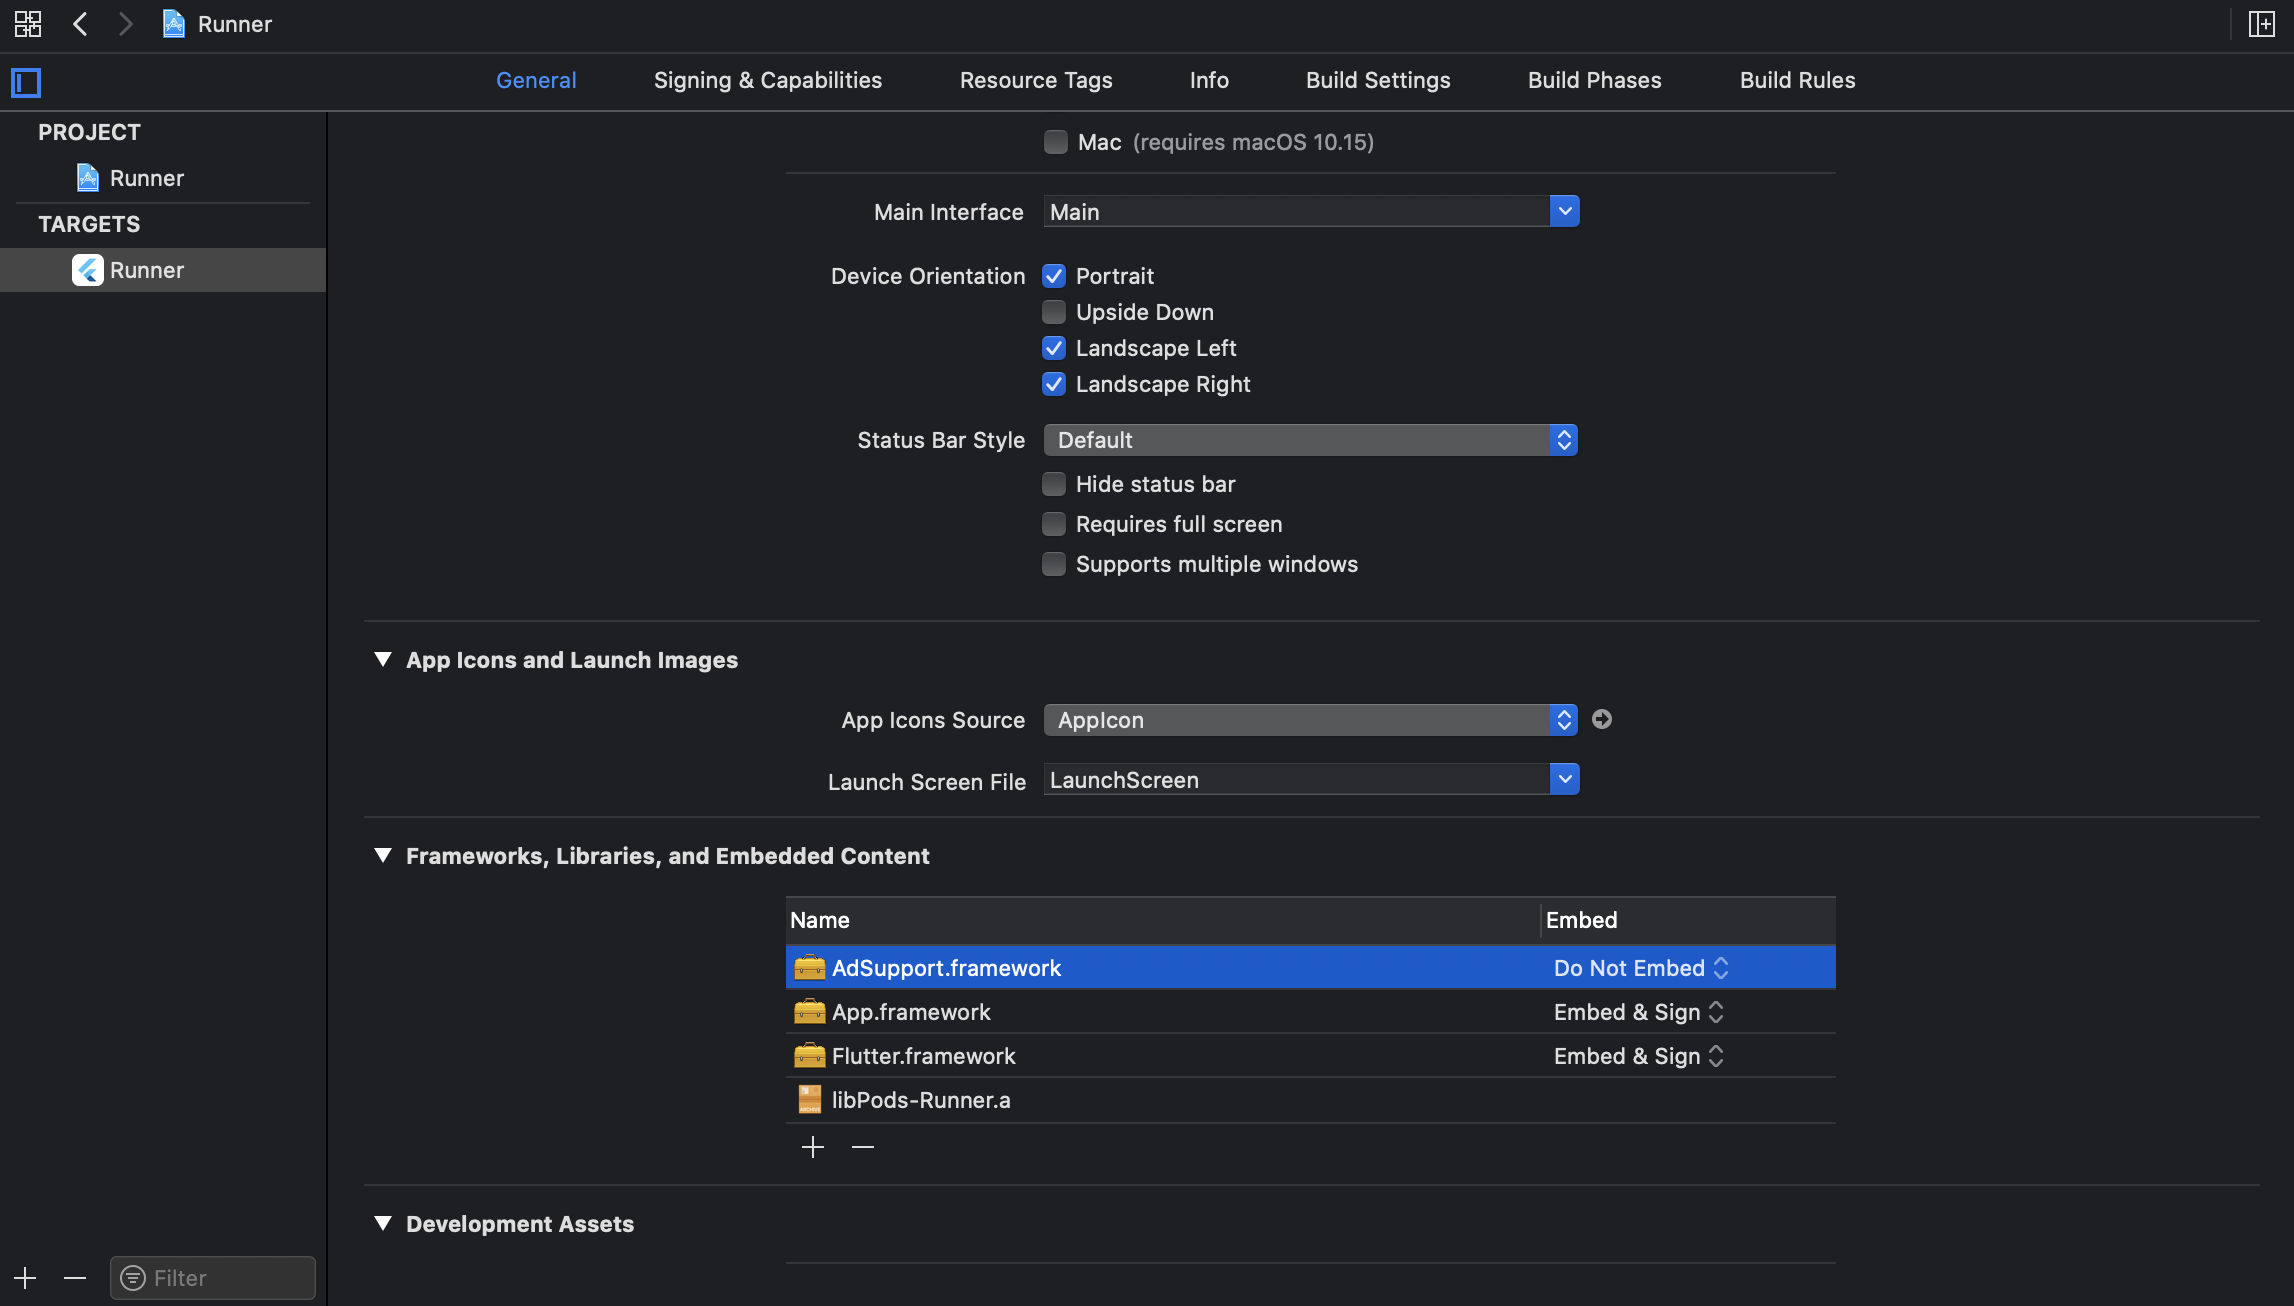 Runner
General Signing & Capabilities Resource Tags Info Build Settings Build Phases Build Rules
PROJECT
Runner
TARGETS
Runner
Mac (requires macOS 10.15)
Main Interface Main
Device Orientation Portrait
Upside Down
Landscape Left
Landscape Right
Status Bar Style Default
Hide status bar
Requires full screen
Supports multiple windows
App Icons and Launch Images
App Icons Source AppIcon
Launch Screen File LaunchScreen
Frameworks, Libraries, and Embedded Content
Name Embed
AdSupport.framework Do Not Embed
App.framework Embed & Sign
Flutter.framework Embed & Sign
libPods-Runner.a
Development Assets
Filter